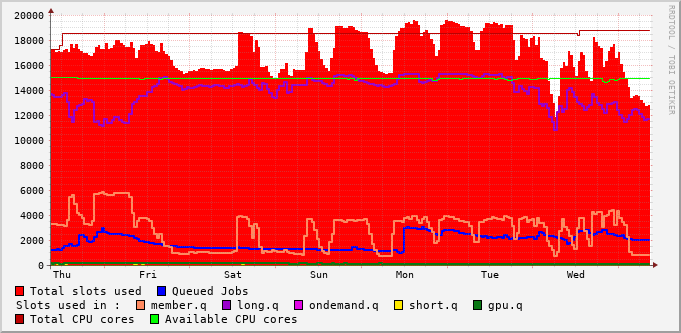 RRDTOOL / TOBI OETIKER
20000
18000
16000
14000
12000
10000
8000
6000
4000
2000
0
Thu Fri Sat Sun Mon Tue Wed
Total slots used Queued Jobs
Slots used in : member.q long.q ondemand.q short.q gpu.q
Total CPU cores Available CPU cores